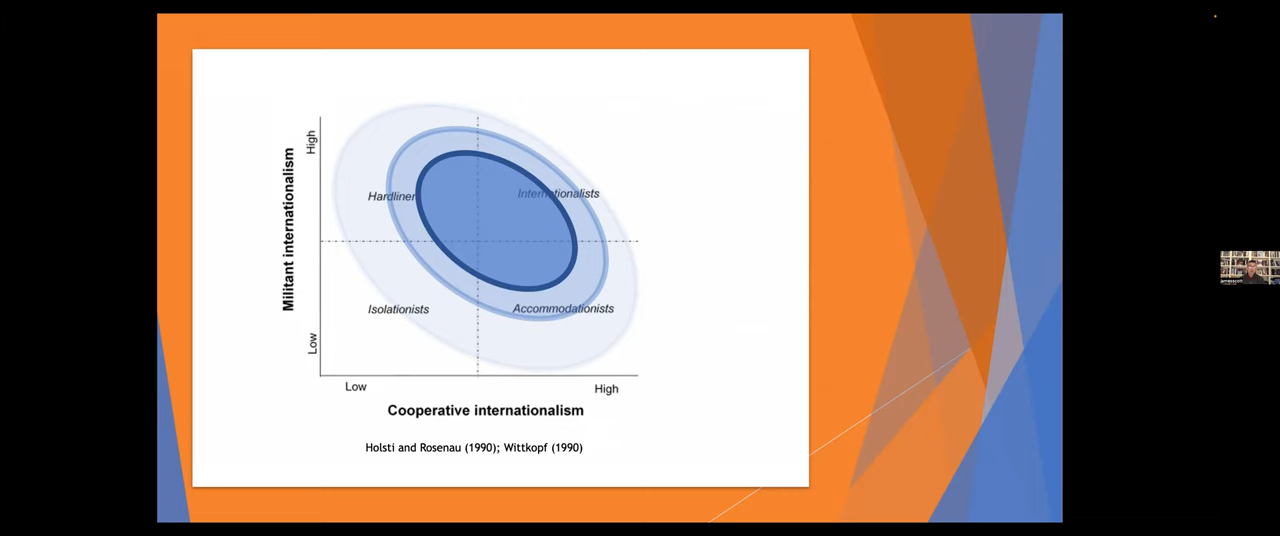 High
Militant internationalism
Hardliner
Internationalists
Isolationists
Accommodationists
Low
Low
High
Cooperative internationalism
Holsti and Rosenau (1990); Wittkopf (1990)